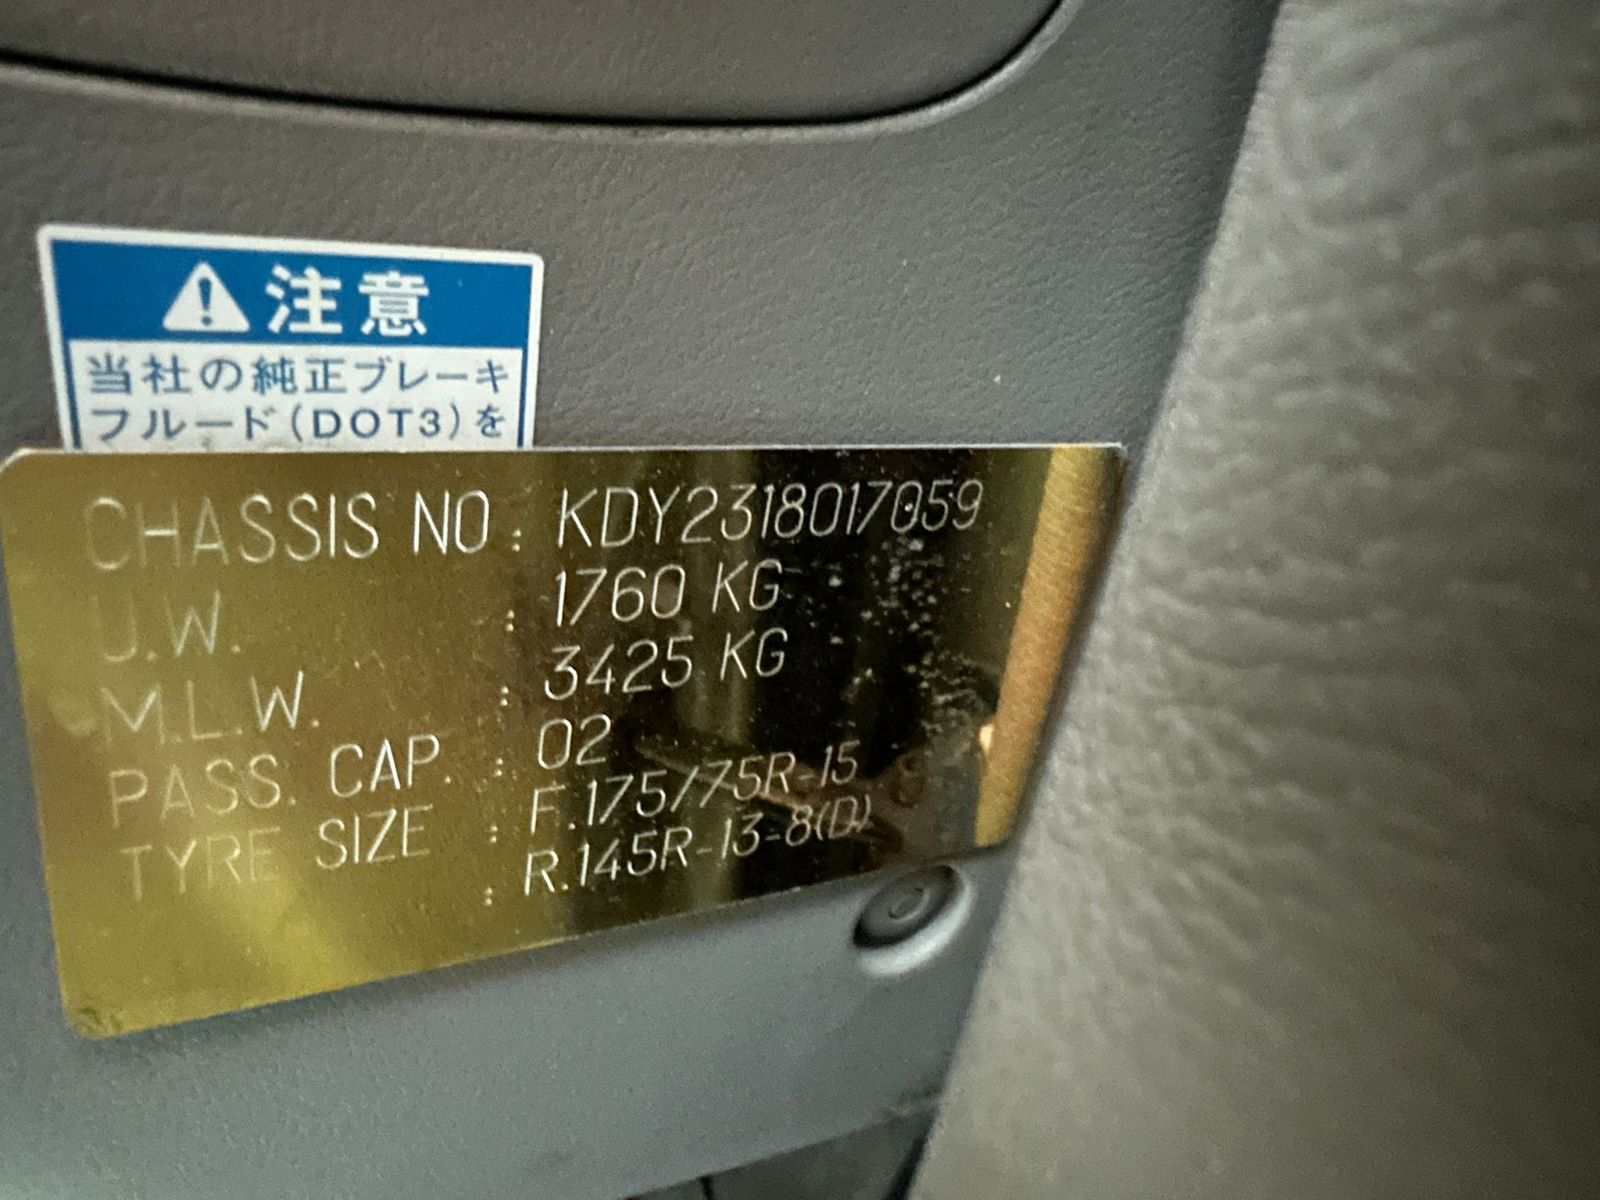 注意
当社の純正ブレーキ
フルード(DOT3)を
CHASSIS NO : KDY2318017059
U.W. : 1760 KG
M.L.W. : 3425 KG
PASS. CAP. : 02
TYRE SIZE : F.175/75R-15
: R.145R-13-8(D)